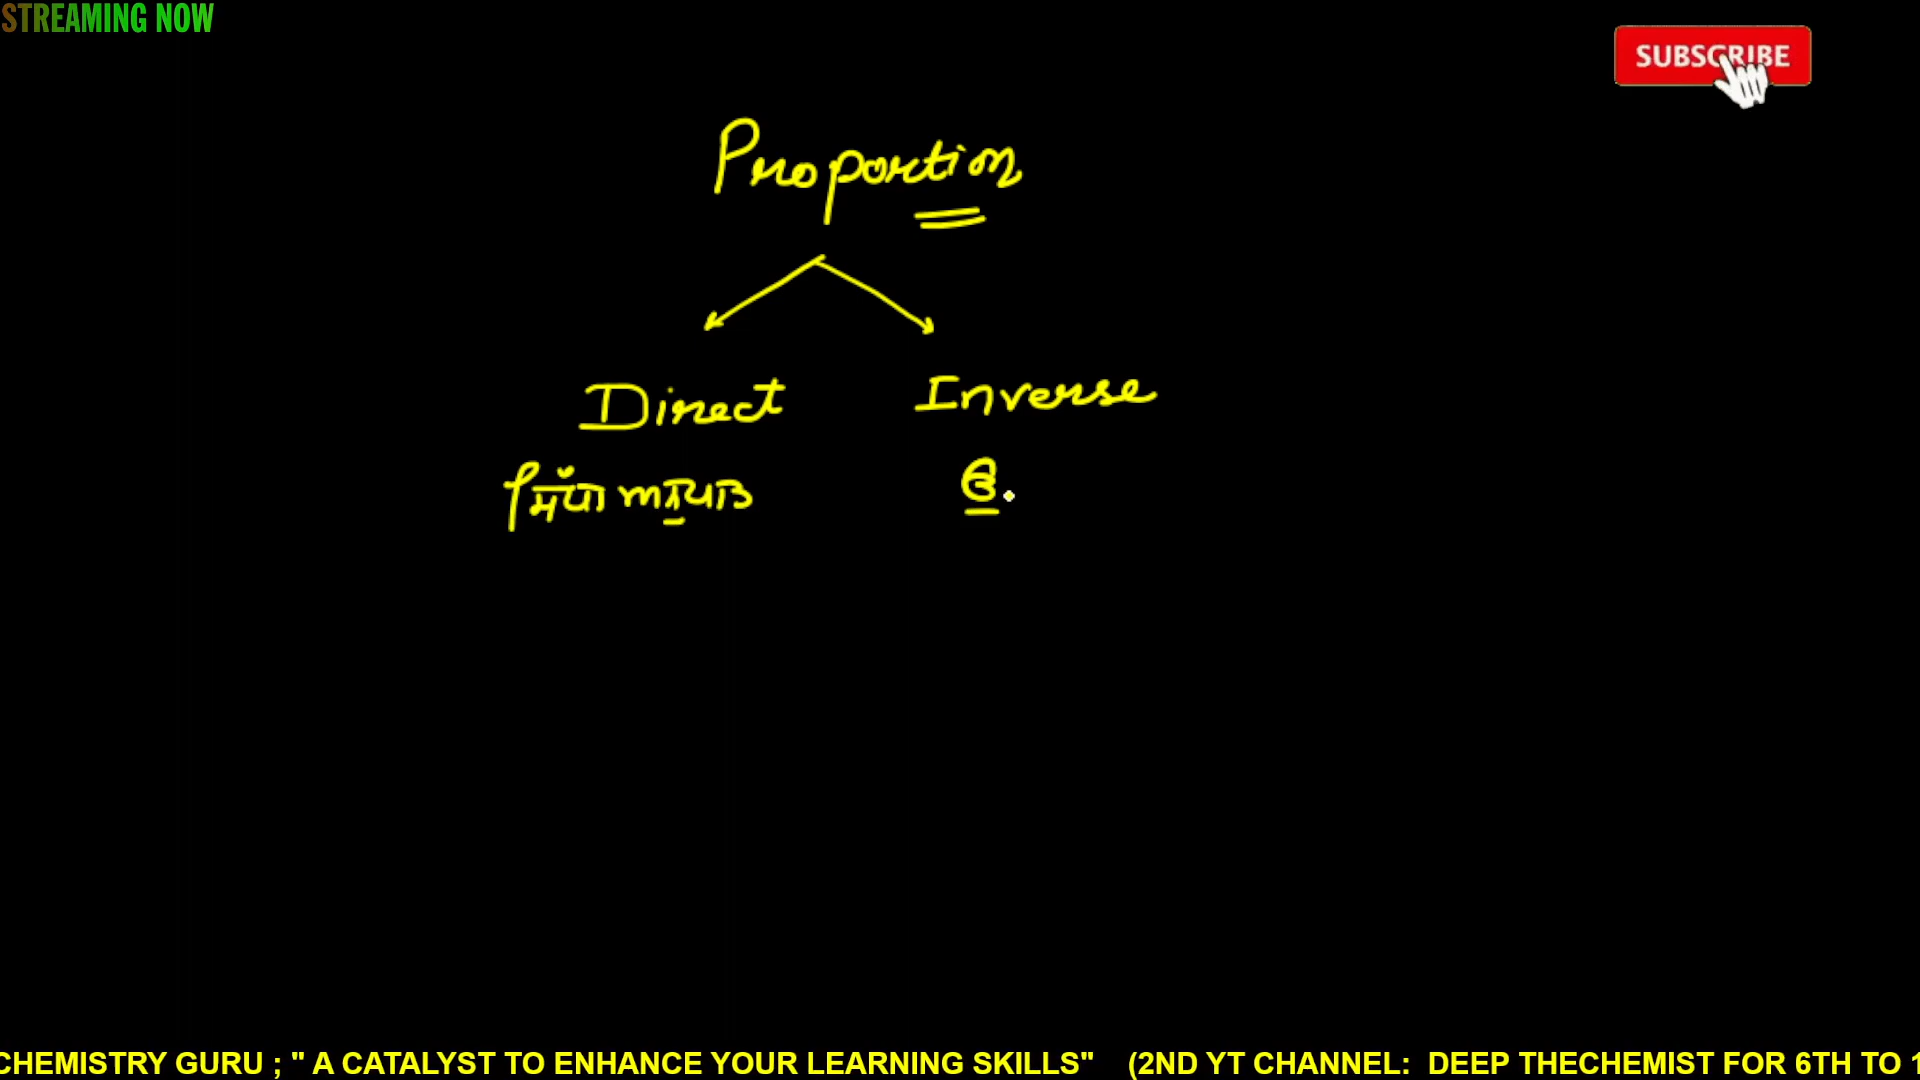 STREAMING NOW
SUBSCRIBE
Proportion
Direct Inverse
ਸਿੱਧਾ ਅਨੁਪਾਤ ੳ
CHEMISTRY GURU ; " A CATALYST TO ENHANCE YOUR LEARNING SKILLS" (2ND YT CHANNEL: DEEP THECHEMIST FOR 6TH TO 1